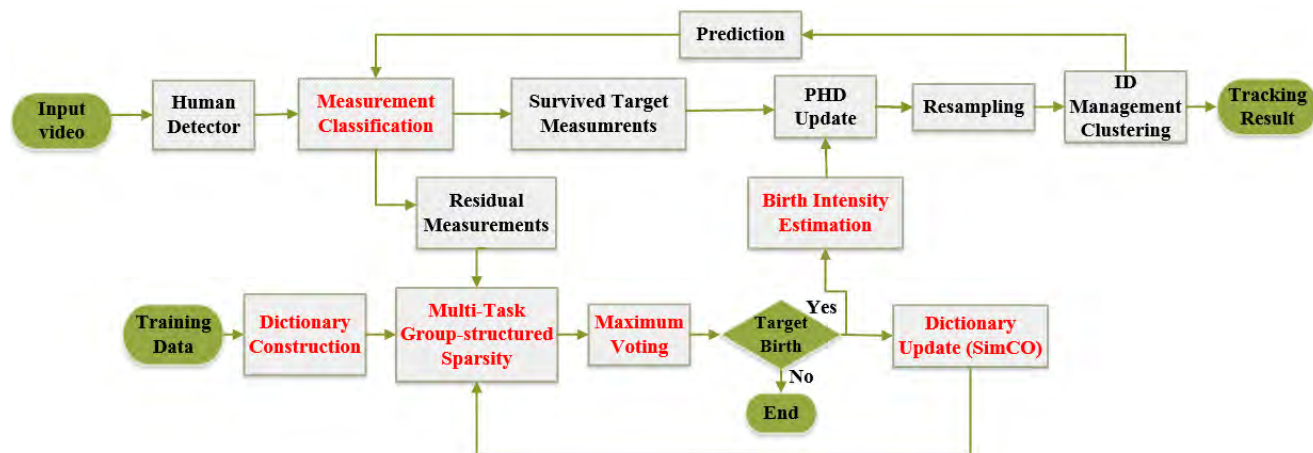 Prediction
Input
video
Human
Detector
Measurement
Classification
Survived Target
Measumrents
PHD
Update
Resampling
ID
Management
Clustering
Tracking
Result
Residual
Measurements
Birth Intensity
Estimation
Training
Data
Dictionary
Construction
Multi-Task
Group-structured
Sparsity
Maximum
Voting
Target
Birth
Yes
No
End
Dictionary
Update (SimCO)